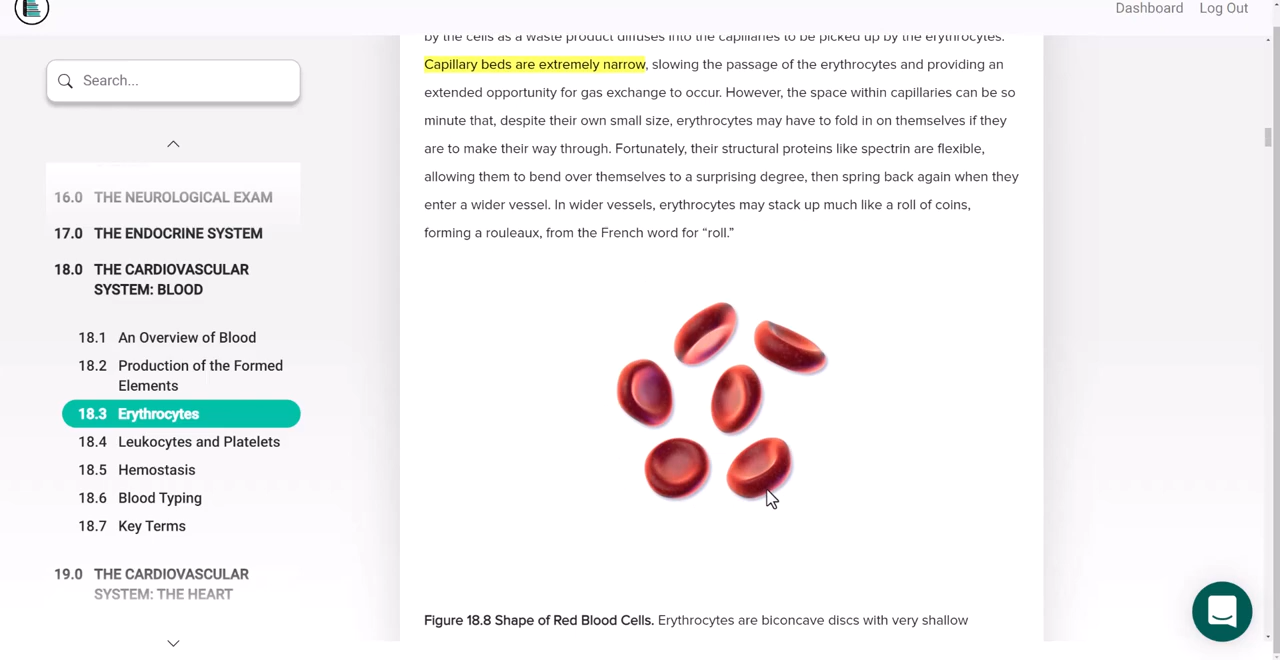 Dashboard Log Out
Search...
16.0 THE NEUROLOGICAL EXAM
17.0 THE ENDOCRINE SYSTEM
18.0 THE CARDIOVASCULAR
SYSTEM: BLOOD
18.1 An Overview of Blood
18.2 Production of the Formed
Elements
18.3 Erythrocytes
18.4 Leukocytes and Platelets
18.5 Hemostasis
18.6 Blood Typing
18.7 Key Terms
19.0 THE CARDIOVASCULAR
SYSTEM: THE HEART
by the cells as a waste product diffuses into the capillaries to be picked up by the erythrocytes.
Capillary beds are extremely narrow, slowing the passage of the erythrocytes and providing an
extended opportunity for gas exchange to occur. However, the space within capillaries can be so
minute that, despite their own small size, erythrocytes may have to fold in on themselves if they
are to make their way through. Fortunately, their structural proteins like spectrin are flexible,
allowing them to bend over themselves to a surprising degree, then spring back again when they
enter a wider vessel. In wider vessels, erythrocytes may stack up much like a roll of coins,
forming a rouleaux, from the French word for “roll.”
Figure 18.8 Shape of Red Blood Cells. Erythrocytes are biconcave discs with very shallow